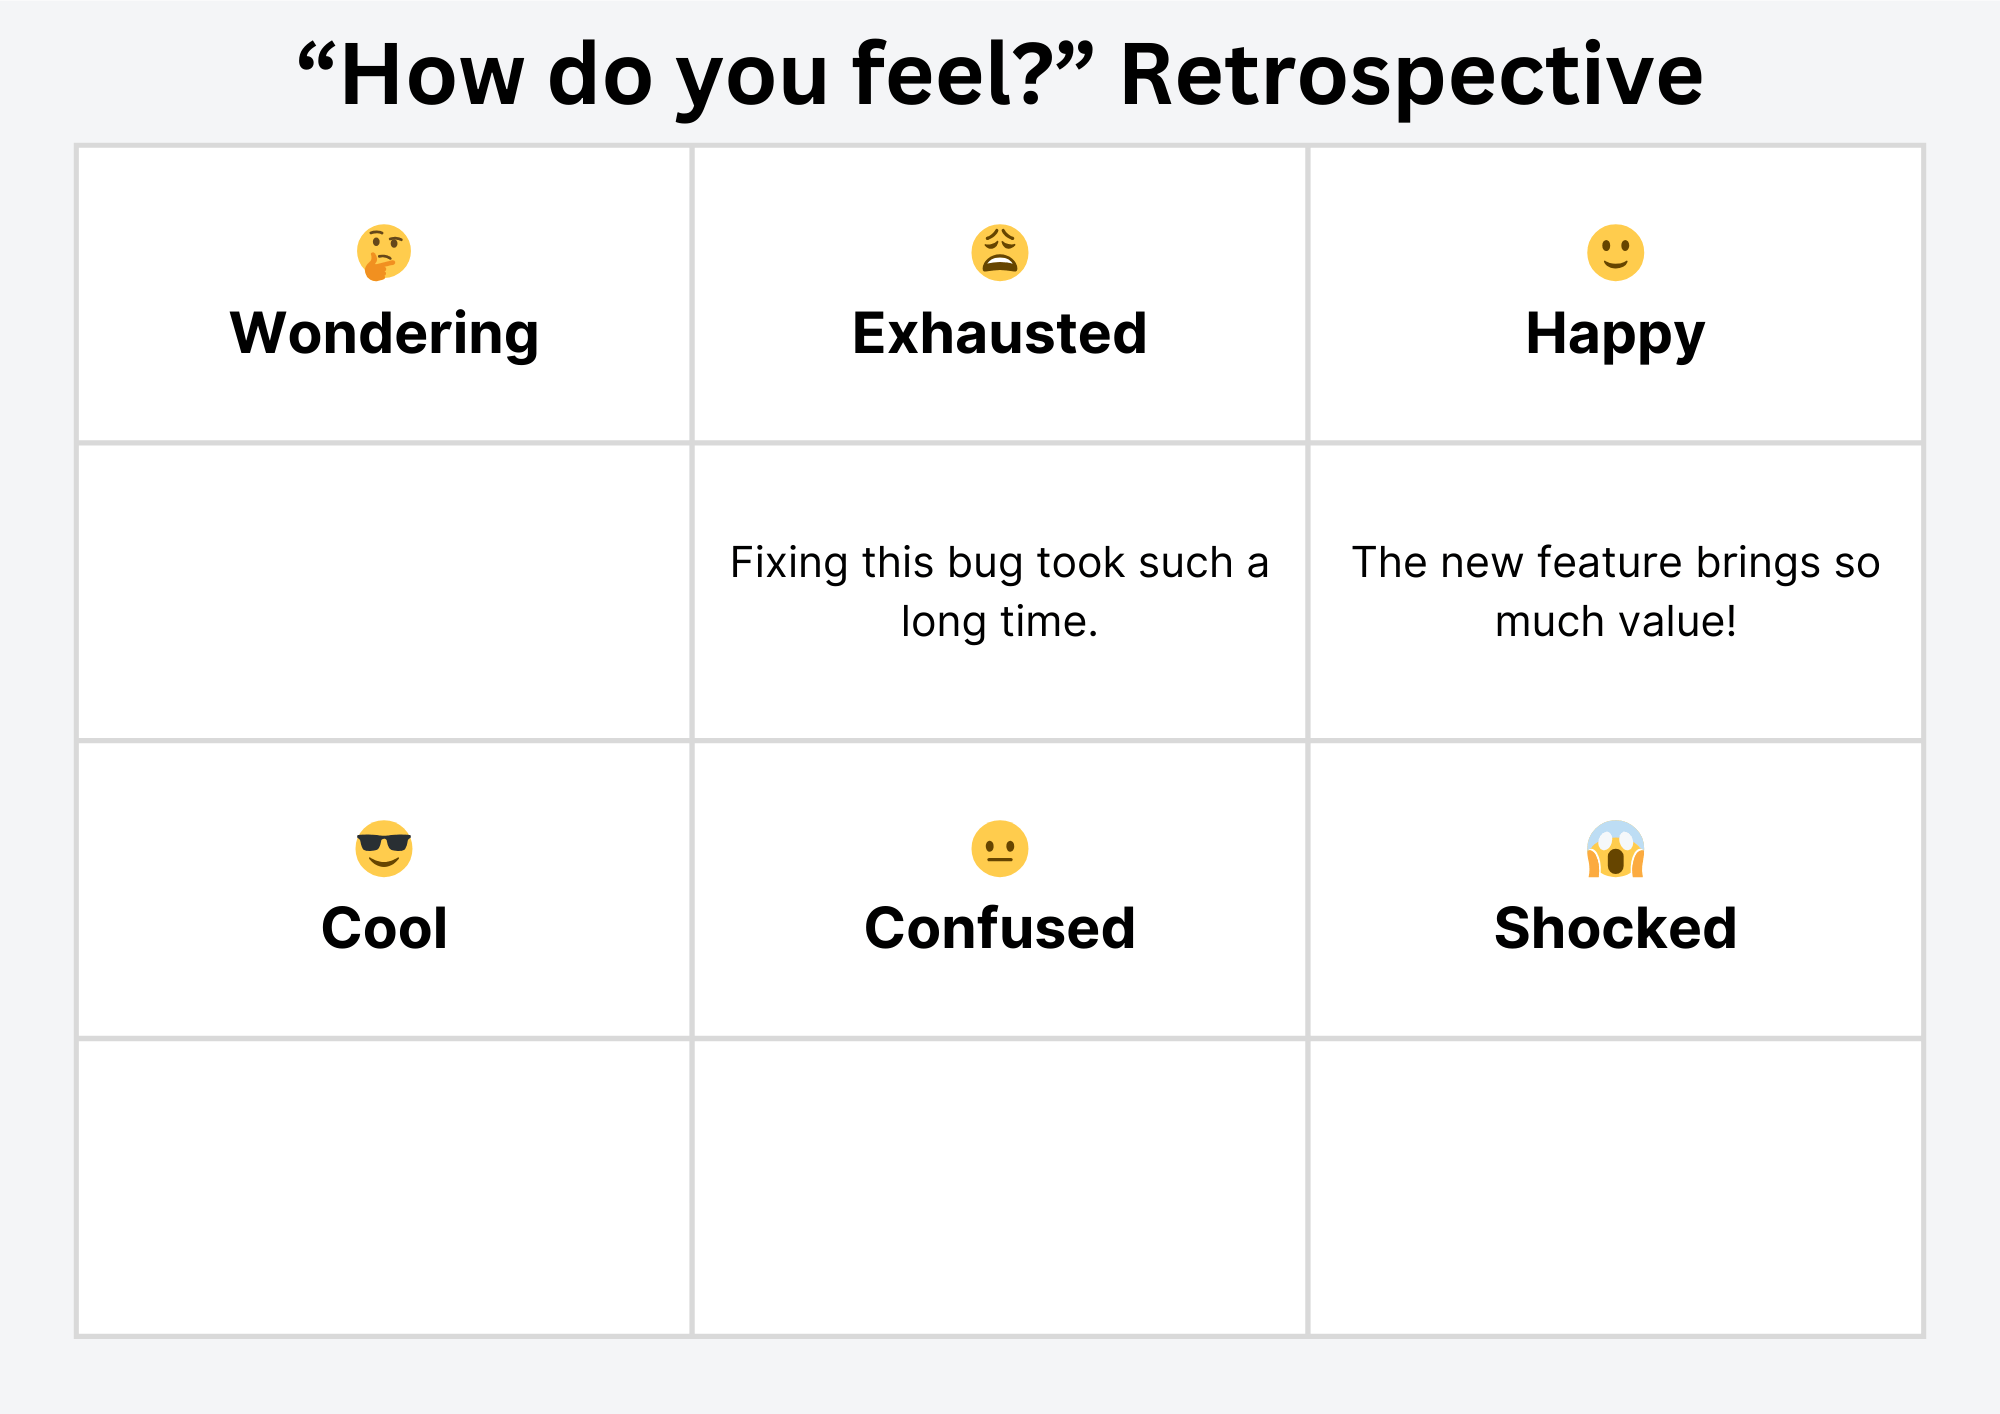 “How do you feel?” Retrospective
Wondering
Exhausted
Happy
Fixing this bug took such a
long time.
The new feature brings so
much value!
Cool
Confused
Shocked